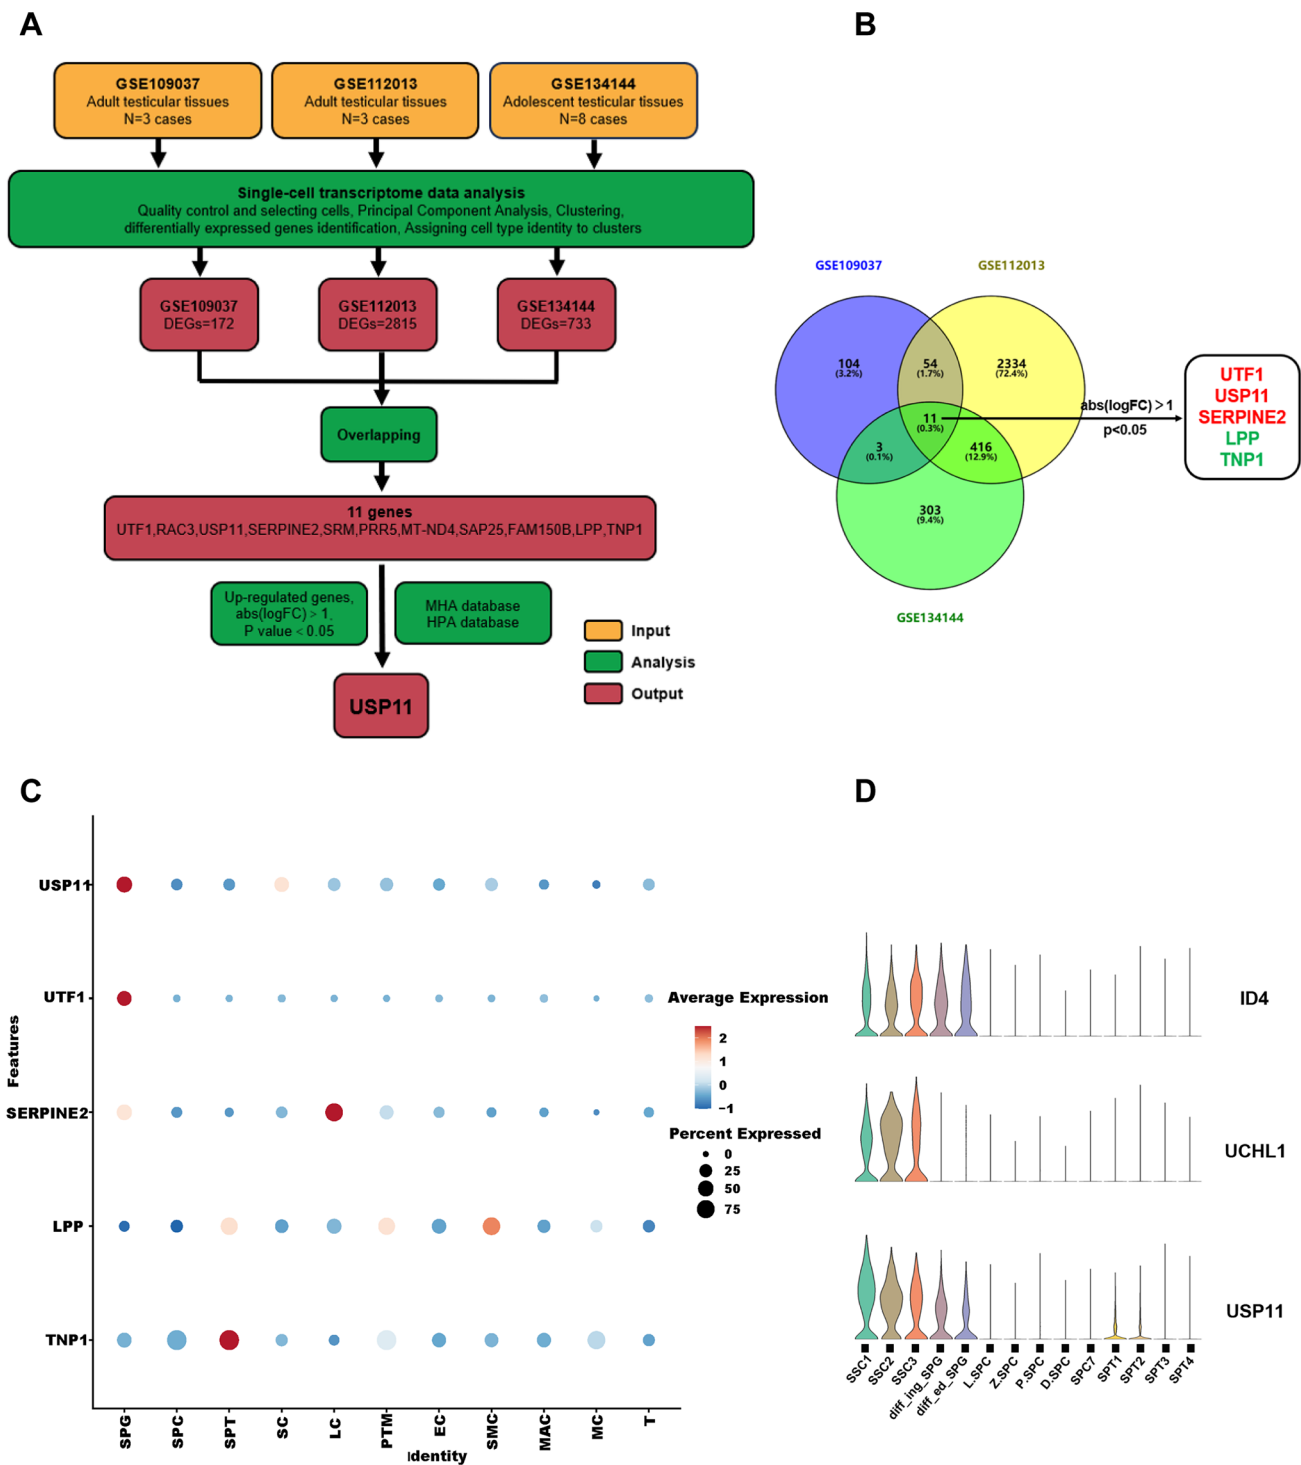 A
GSE109037
Adult testicular tissues
N=3 cases
GSE112013
Adult testicular tissues
N=3 cases
GSE134144
Adolescent testicular tissues
N=8 cases
Single-cell transcriptome data analysis
Quality control and selecting cells, Principal Component Analysis, Clustering,
differentially expressed genes identification, Assigning cell type identity to clusters
GSE109037
DEGs=172
GSE112013
DEGs=2815
GSE134144
DEGs=733
Overlapping
11 genes
UTF1,RAC3,USP11,SERPINE2,SRM,PRR5,MT-ND4,SAP25,FAM150B,LPP,TNP1
Up-regulated genes,
abs(logFC)>1,
P value<0.05
MHA database
HPA database
USP11
Input
Analysis
Output
B
GSE109037
GSE112013
104
(3.2%)
54
(1.7%)
2334
(72.4%)
11
(0.3%)
3
(0.1%)
416
(12.9%)
303
(9.4%)
GSE134144
abs(logFC)>1
p<0.05
UTF1
USP11
SERPINE2
LPP
TNP1
C
Features
USP11
UTF1
SERPINE2
LPP
TNP1
SPG
SPC
SPT
SC
LC
PTM
EC
SMC
MAC
MC
T
Identity
Average Expression
2
1
0
−1
Percent Expressed
0
25
50
75
D
ID4
UCHL1
USP11
SSC1
SSC2
SSC3
diff_ing_SPG
diff_ed_SPG
L.SPC
Z.SPC
P.SPC
D.SPC
SPC7
SPT1
SPT2
SPT3
SPT4